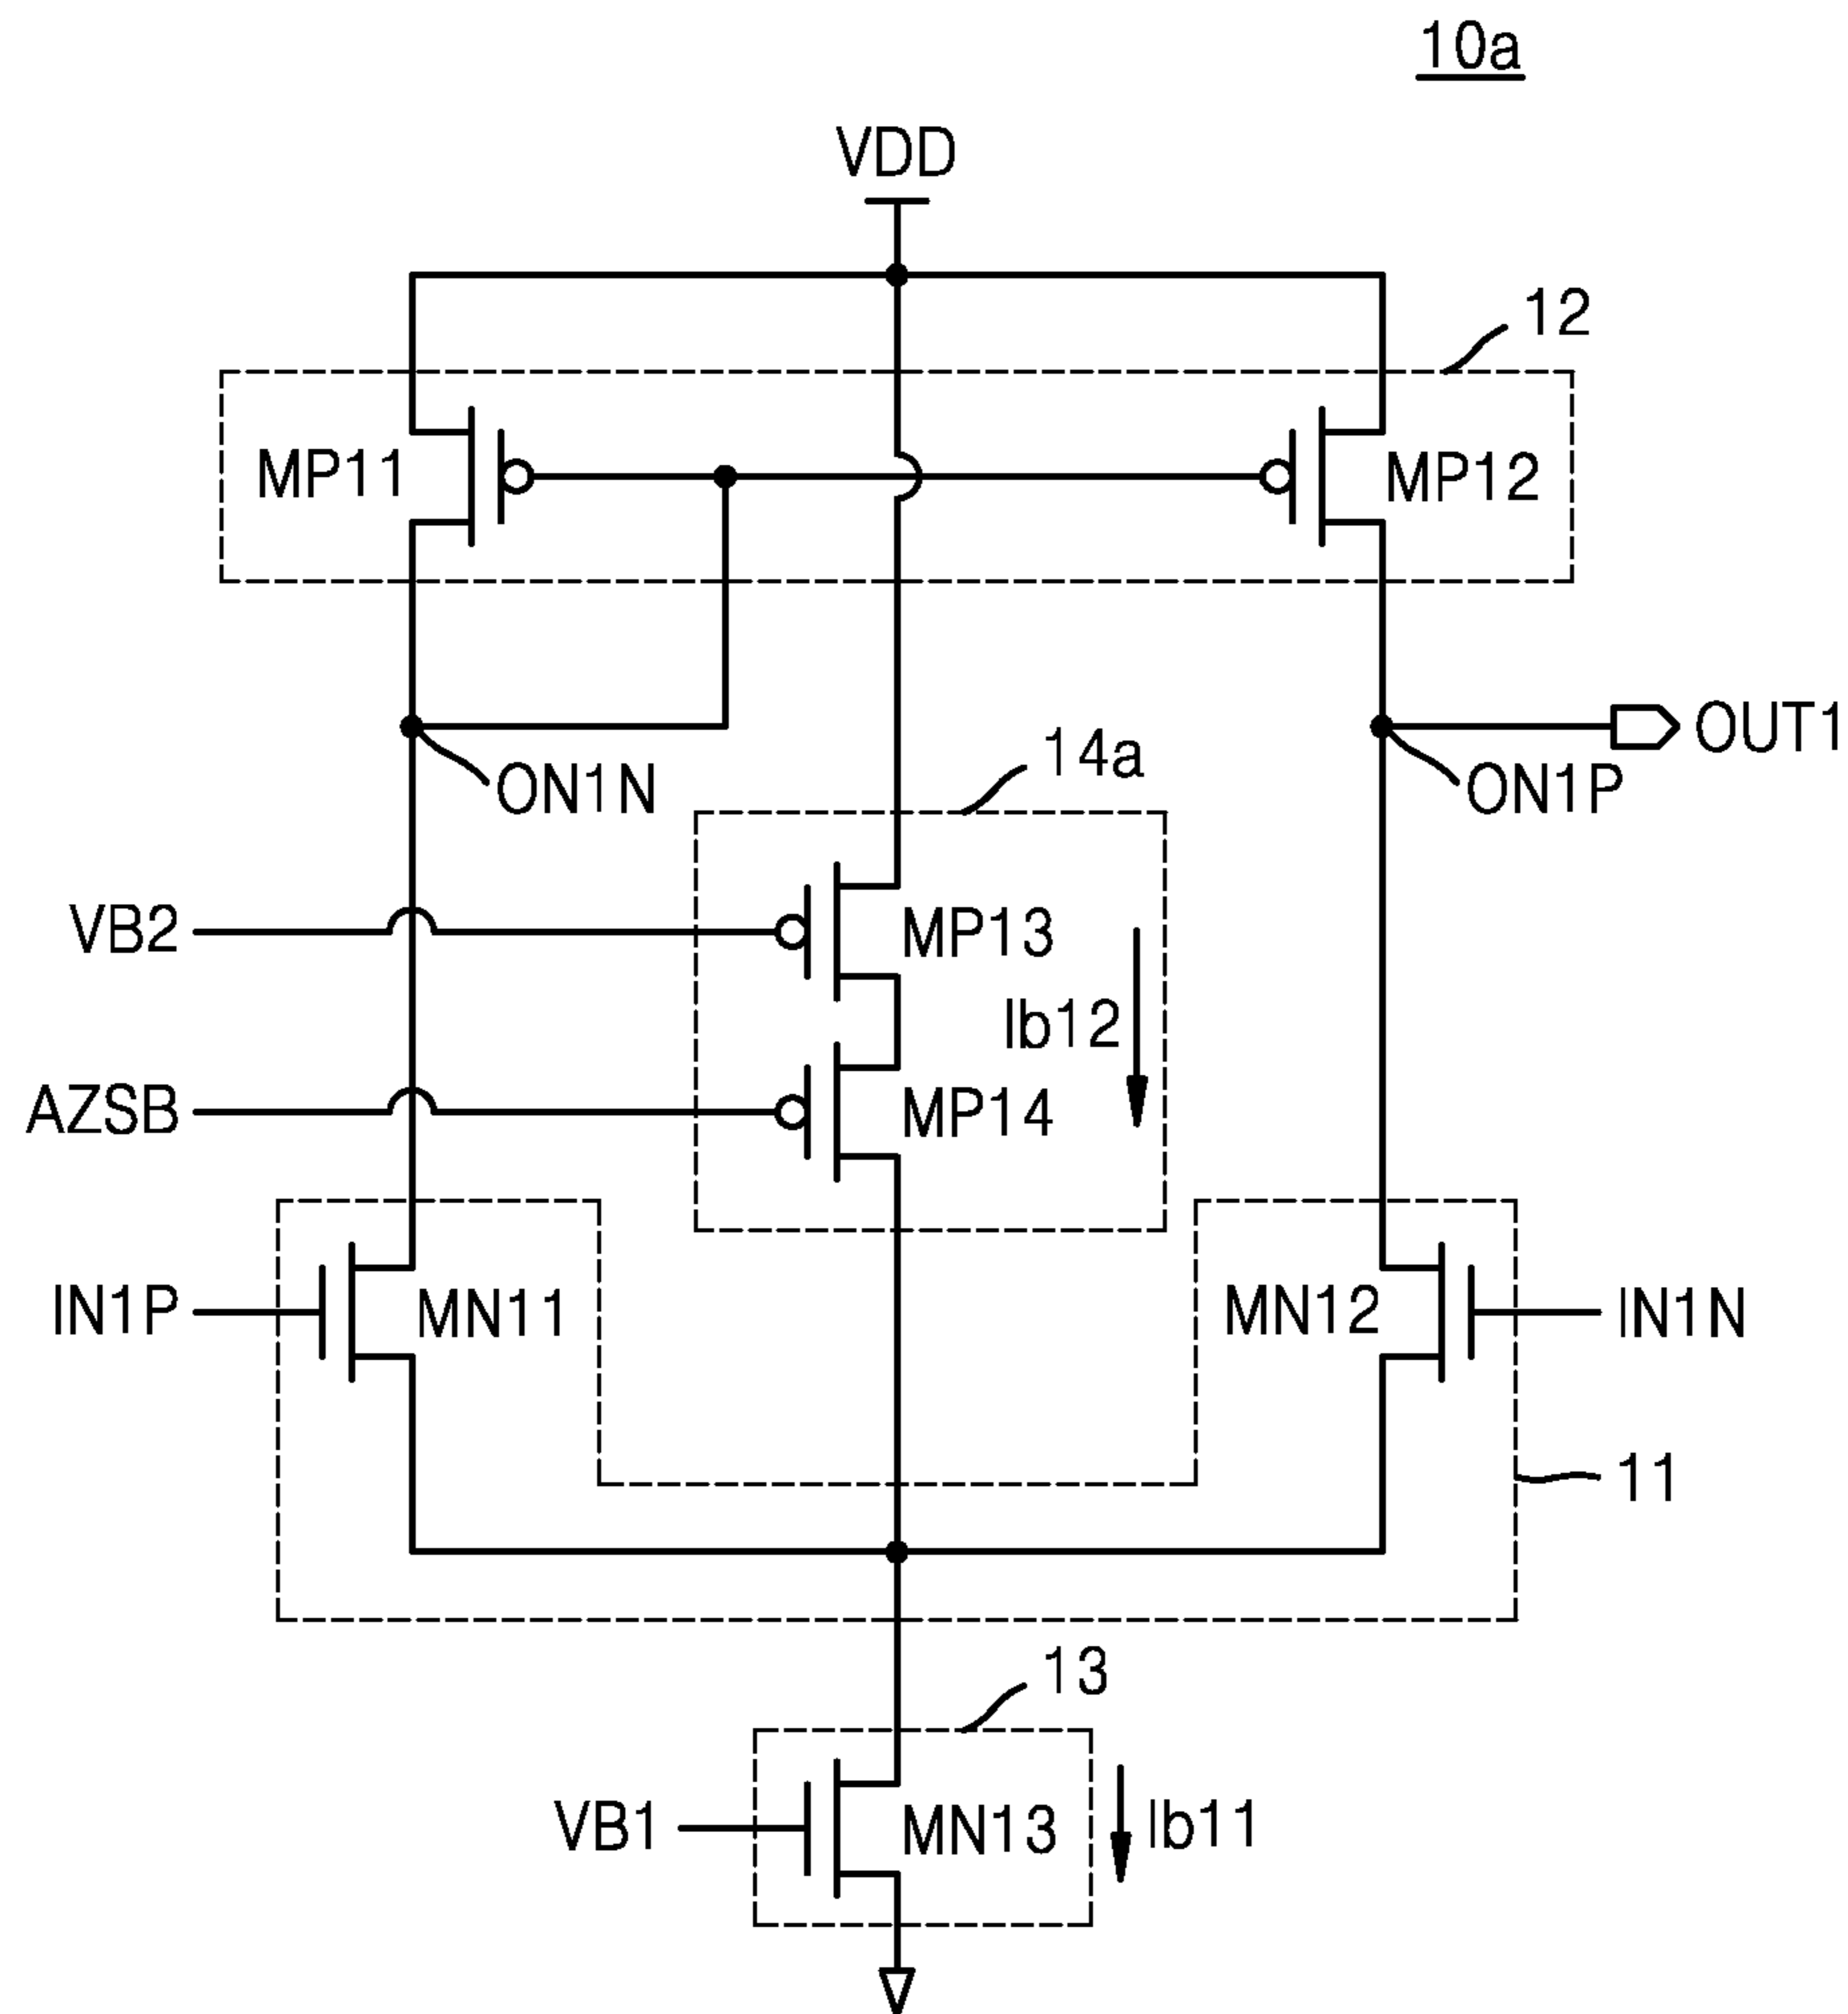 10a
VDD
12
MP11
MP12
OUT1
ON1N
14a
ON1P
VB2
MP13
Ib12
AZSB
MP14
IN1P
MN11
MN12
IN1N
11
13
VB1
MN13
Ib11